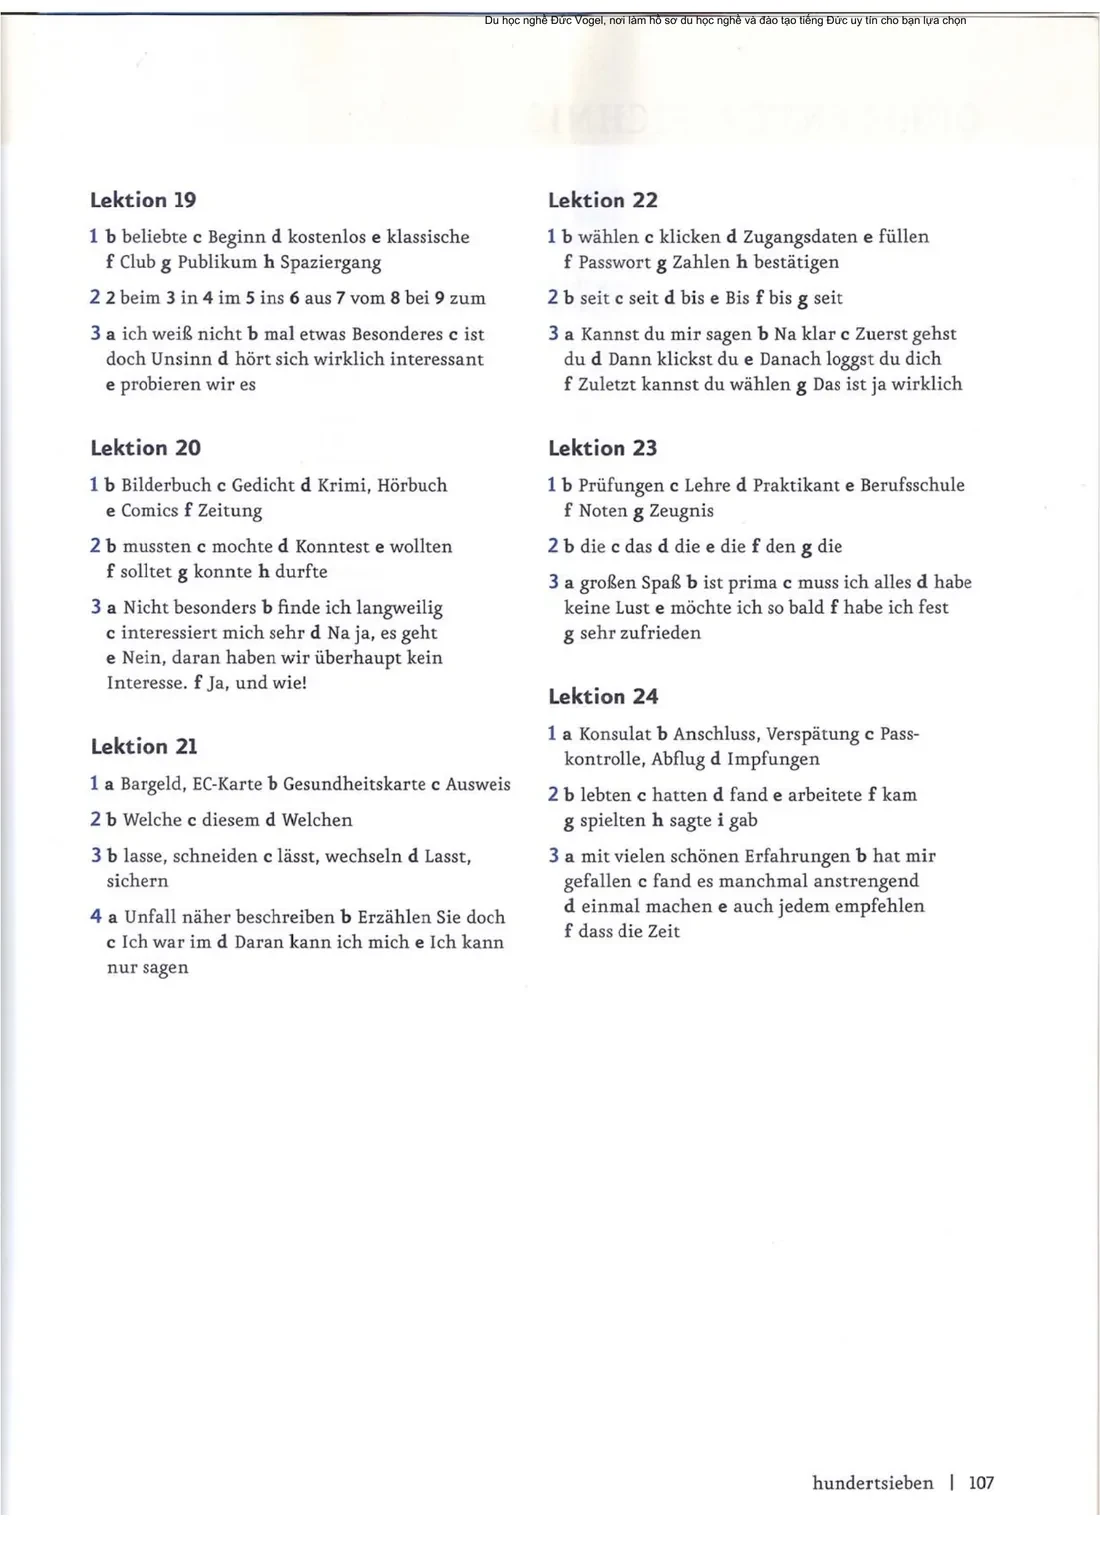 Du học nghề Đức Vogel, nơi làm hồ sơ du học nghề và đào tạo tiếng Đức uy tín cho bạn lựa chọn
Lektion 19
1 b beliebte c Beginn d kostenlos e klassische
f Club g Publikum h Spaziergang
2 2 beim 3 in 4 im 5 ins 6 aus 7 vom 8 bei 9 zum
3 a ich weiß nicht b mal etwas Besonderes c ist
doch Unsinn d hört sich wirklich interessant
e probieren wir es
Lektion 20
1 b Bilderbuch c Gedicht d Krimi, Hörbuch
e Comics f Zeitung
2 b mussten c mochte d Konntest e wollten
f solltet g konnte h durfte
3 a Nicht besonders b finde ich langweilig
c interessiert mich sehr d Na ja, es geht
e Nein, daran haben wir überhaupt kein
Interesse. f Ja, und wie!
Lektion 21
1 a Bargeld, EC-Karte b Gesundheitskarte c Ausweis
2 b Welche c diesem d Welchen
3 b lasse, schneiden c lässt, wechseln d Lasst,
sichern
4 a Unfall näher beschreiben b Erzählen Sie doch
c Ich war im d Daran kann ich mich e Ich kann
nur sagen
Lektion 22
1 b wählen c klicken d Zugangsdaten e füllen
f Passwort g Zahlen h bestätigen
2 b seit c seit d bis e Bis f bis g seit
3 a Kannst du mir sagen b Na klar c Zuerst gehst
du d Dann klickst du e Danach loggst du dich
f Zuletzt kannst du wählen g Das ist ja wirklich
Lektion 23
1 b Prüfungen c Lehre d Praktikant e Berufsschule
f Noten g Zeugnis
2 b die c das d die e die f den g die
3 a großen Spaß b ist prima c muss ich alles d habe
keine Lust e möchte ich so bald f habe ich fest
g sehr zufrieden
Lektion 24
1 a Konsulat b Anschluss, Verspätung c Pass-
kontrolle, Abflug d Impfungen
2 b lebten c hatten d fand e arbeitete f kam
g spielten h sagte i gab
3 a mit vielen schönen Erfahrungen b hat mir
gefallen c fand es manchmal anstrengend
d einmal machen e auch jedem empfehlen
f dass die Zeit
hundertsieben | 107